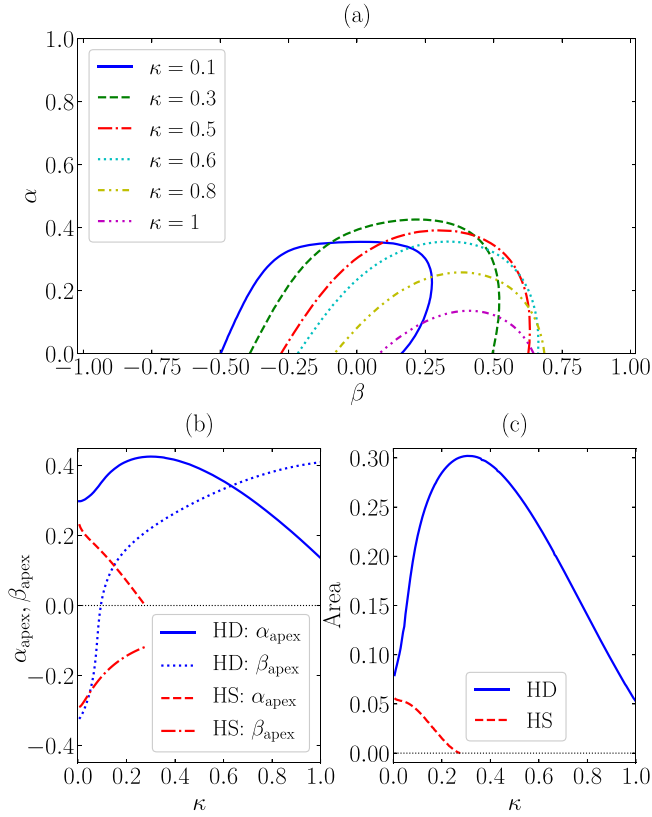 (a)
1.0
0.8
0.6
0.4
0.2
0.0
α
κ = 0.1
κ = 0.3
κ = 0.5
κ = 0.6
κ = 0.8
κ = 1
−1.00 −0.75 −0.50 −0.25 0.00 0.25 0.50 0.75 1.00
β
(b)
0.4
0.2
0.0
−0.2
−0.4
α_apex, β_apex
HD: α_apex
HD: β_apex
HS: α_apex
HS: β_apex
0.0 0.2 0.4 0.6 0.8 1.0
κ
(c)
0.30
0.25
0.20
0.15
0.10
0.05
0.00
Area
HD
HS
0.0 0.2 0.4 0.6 0.8 1.0
κ